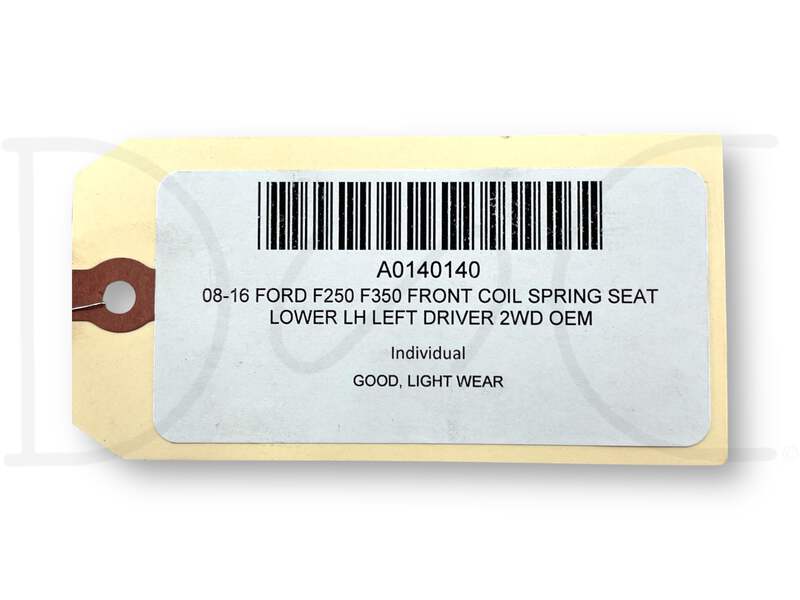 A0140140
08-16 FORD F250 F350 FRONT COIL SPRING SEAT
LOWER LH LEFT DRIVER 2WD OEM
Individual
GOOD, LIGHT WEAR